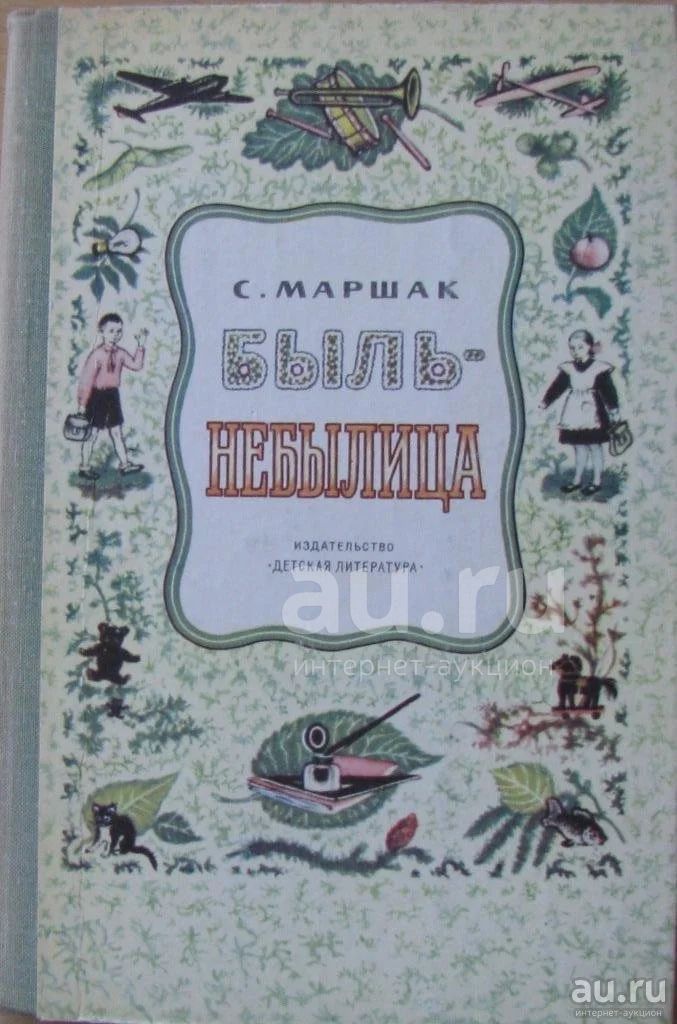 С. МАРШАК
БЫЛЬ-
НЕБЫЛИЦА
ИЗДАТЕЛЬСТВО
·ДЕТСКАЯ ЛИТЕРАТУРА·
au.ru
интернет-аукцион
au.ru
интернет-аукцион